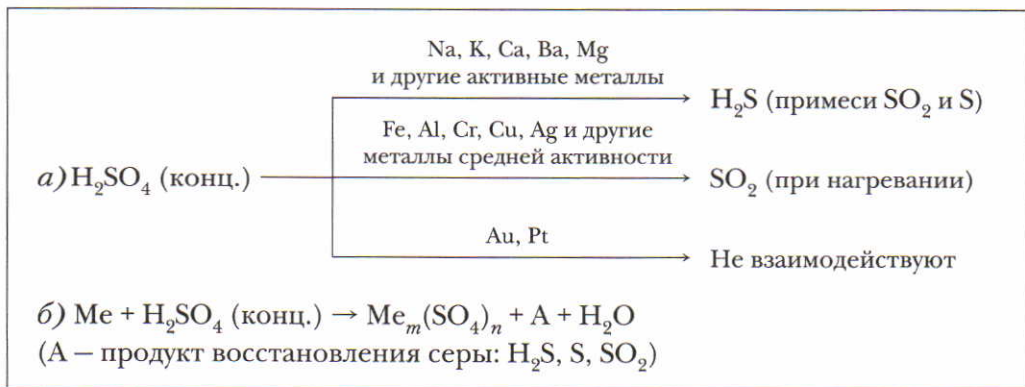 Na, K, Ca, Ba, Mg
и другие активные металлы
H₂S (примеси SO₂ и S)
Fe, Al, Cr, Cu, Ag и другие
металлы средней активности
а) H₂SO₄ (конц.)
SO₂ (при нагревании)
Au, Pt
Не взаимодействуют
б) Me + H₂SO₄ (конц.) → Meₘ(SO₄)ₙ + A + H₂O
(А — продукт восстановления серы: H₂S, S, SO₂)